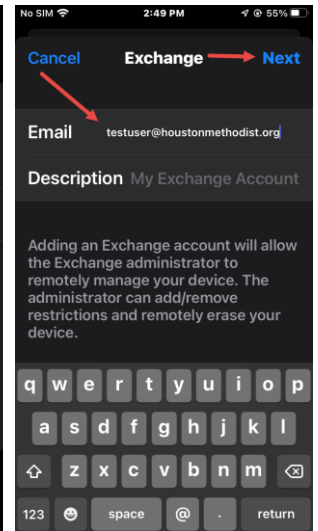 No SIM 2:49 PM 55%
Cancel Exchange Next
Email testuser@houstonmethodist.org
Description My Exchange Account
Adding an Exchange account will allow
the Exchange administrator to
remotely manage your device. The
administrator can add/remove
restrictions and remotely erase your
device.
q w e r t y u i o p
a s d f g h j k l
z x c v b n m
123 space @ . return